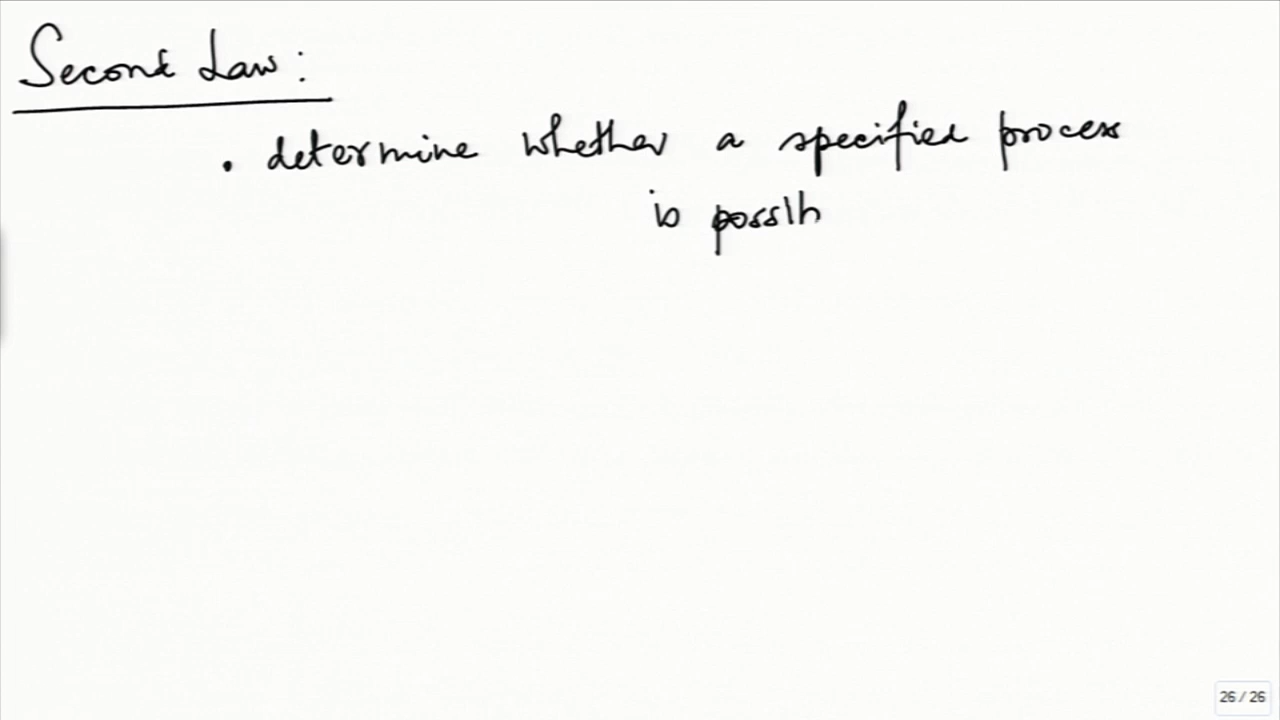 Second Law:
• determine whether a specified process
is possib
26 / 26